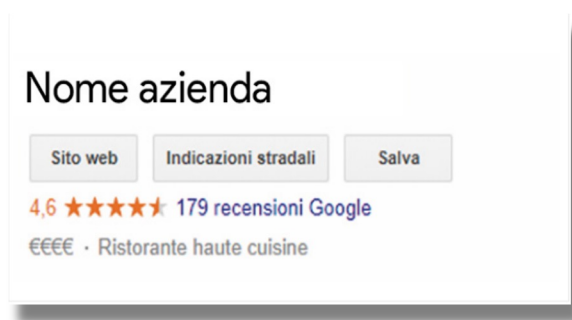 Nome azienda
Sito web Indicazioni stradali Salva
4,6 ★★★★★ 179 recensioni Google
€€€€ · Ristorante haute cuisine